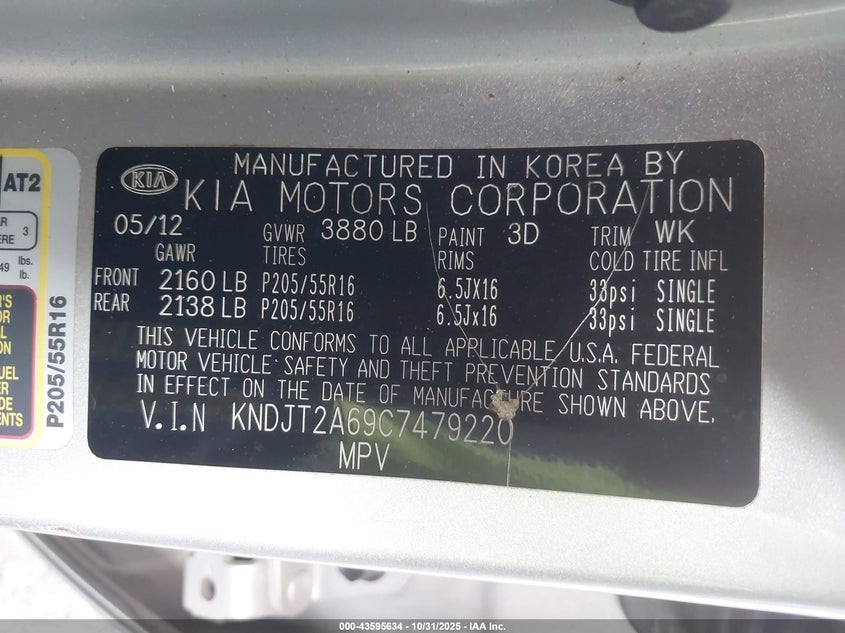 MANUFACTURED IN KOREA BY
KIA KIA MOTORS CORPORATION
05/12 GVWR 3880 LB PAINT 3D TRIM WK
GAWR TIRES RIMS COLD TIRE INFL
FRONT 2160 LB P205/55R16 6.5JX16 33psi SINGLE
REAR 2138 LB P205/55R16 6.5Jx16 33psi SINGLE
THIS VEHICLE CONFORMS TO ALL APPLICABLE U.S.A. FEDERAL
MOTOR VEHICLE SAFETY AND THEFT PREVENTION STANDARDS
IN EFFECT ON THE DATE OF MANUFACTURE SHOWN ABOVE.
V.I.N KNDJT2A69C7479220
MPV
AT2
3
lbs.
lb.
P205/55R16
000-43595634 | 10/31/2025 | IAA Inc.